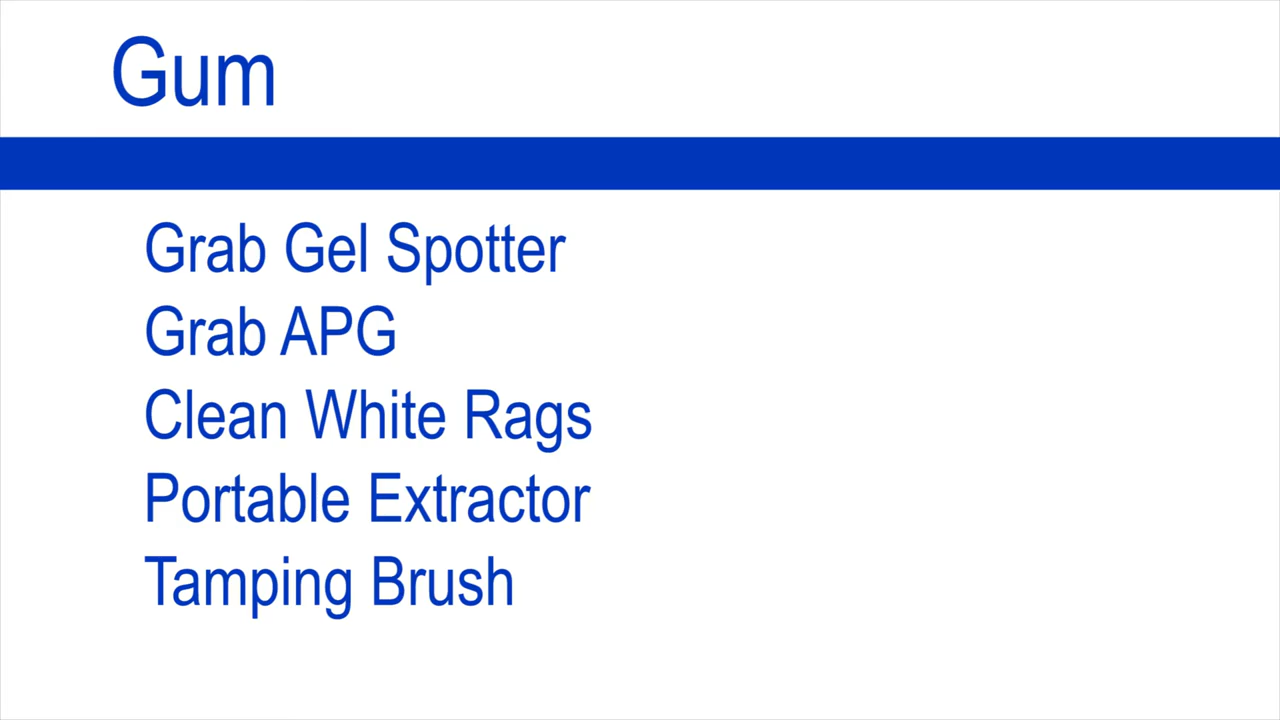 Gum
Grab Gel Spotter
Grab APG
Clean White Rags
Portable Extractor
Tamping Brush